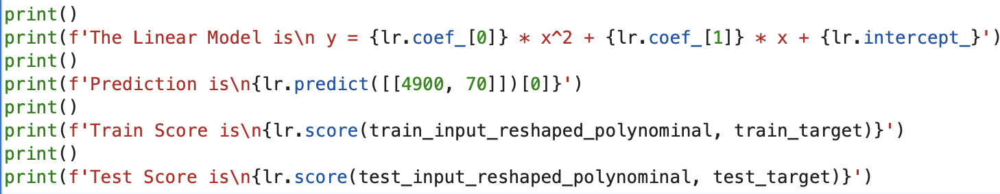 print()
print(f'The Linear Model is\n y = {lr.coef_[0]} * x^2 + {lr.coef_[1]} * x + {lr.intercept_}')
print()
print(f'Prediction is\n{lr.predict([[4900, 70]])[0]}')
print()
print(f'Train Score is\n{lr.score(train_input_reshaped_polynominal, train_target)}')
print()
print(f'Test Score is\n{lr.score(test_input_reshaped_polynominal, test_target)}')